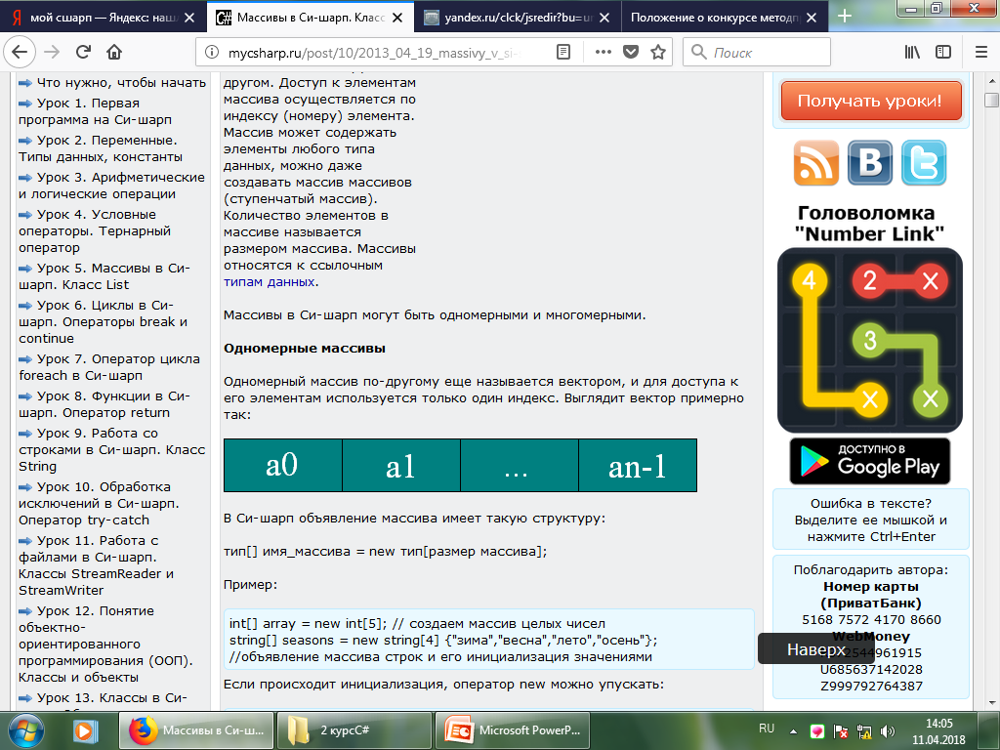 мой сшарп — Яндекс: наш
Массивы в Си-шарп. Класс
yandex.ru/clck/jsredir?bu=u
Положение о конкурсе методп
mycsharp.ru/post/10/2013_04_19_massivy_v_si-
Поиск
Что нужно, чтобы начать
Урок 1. Первая
программа на Си-шарп
Урок 2. Переменные.
Типы данных, константы
Урок 3. Арифметические
и логические операции
Урок 4. Условные
операторы. Тернарный
оператор
Урок 5. Массивы в Си-
шарп. Класс List
Урок 6. Циклы в Си-
шарп. Операторы break и
continue
Урок 7. Оператор цикла
foreach в Си-шарп
Урок 8. Функции в Си-
шарп. Оператор return
Урок 9. Работа со
строками в Си-шарп. Класс
String
Урок 10. Обработка
исключений в Си-шарп.
Оператор try-catch
Урок 11. Работа с
файлами в Си-шарп.
Классы StreamReader и
StreamWriter
Урок 12. Понятие
объектно-
ориентированного
программирования (ООП).
Классы и объекты
Урок 13. Классы в Си-
другом. Доступ к элементам
массива осуществляется по
индексу (номеру) элемента.
Массив может содержать
элементы любого типа
данных, можно даже
создавать массив массивов
(ступенчатый массив).
Количество элементов в
массиве называется
размером массива. Массивы
относятся к ссылочным
типам данных.
Массивы в Си-шарп могут быть одномерными и многомерными.
Одномерные массивы
Одномерный массив по-другому еще называется вектором, и для доступа к
его элементам используется только один индекс. Выглядит вектор примерно
так:
a0 a1 ... an-1
В Си-шарп объявление массива имеет такую структуру:
тип[] имя_массива = new тип[размер массива];
Пример:
int[] array = new int[5]; // создаем массив целых чисел
string[] seasons = new string[4] {"зима","весна","лето","осень"};
//объявление массива строк и его инициализация значениями
Если происходит инициализация, оператор new можно упускать:
Получать уроки!
В
Головоломка
"Number Link"
4 2 X
3
X X
ДОСТУПНО В
Google Play
Ошибка в тексте?
Выделите ее мышкой и
нажмите Ctrl+Enter
Поблагодарить автора:
Номер карты
(ПриватБанк)
5168 7572 4170 8660
WebMoney
Наверх
2544961915
U685637142028
Z999792764387
Массивы в Си-ш...
2 курсC#
Microsoft PowerP...
RU
14:05
11.04.2018